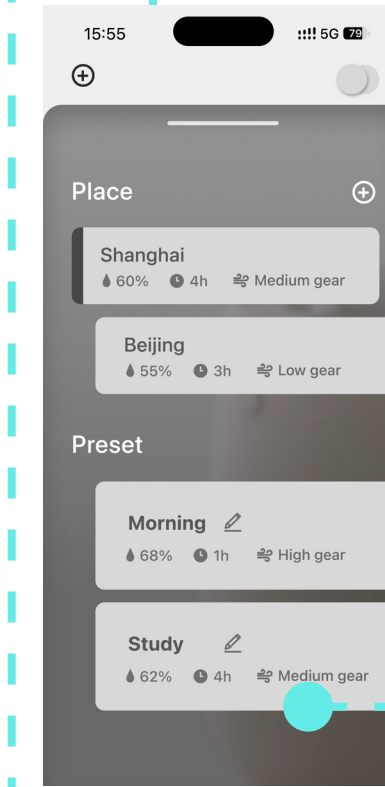 15:55 5G 79
Place
Shanghai
60% 4h Medium gear
Beijing
55% 3h Low gear
Preset
Morning
68% 1h High gear
Study
62% 4h Medium gear